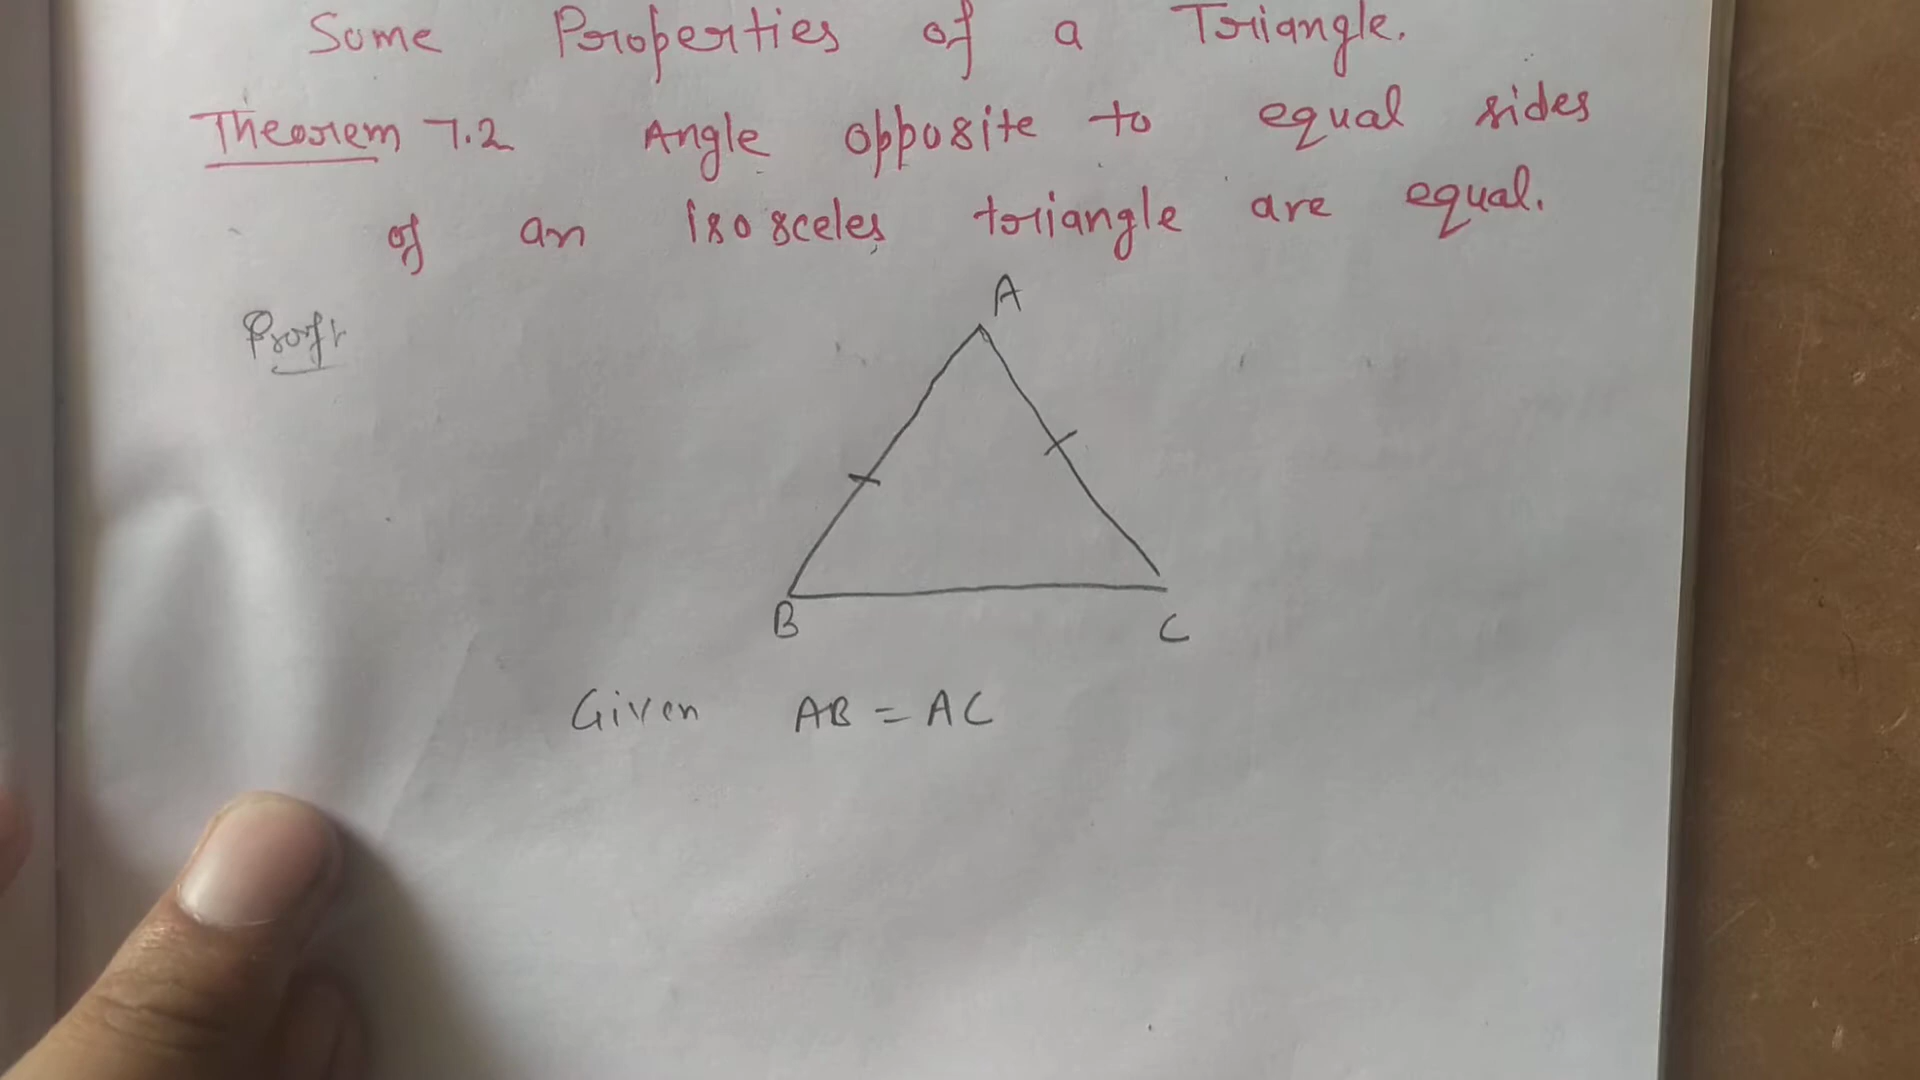 Some Properties of a Triangle.
Theorem 7.2 Angle opposite to equal sides
of an isosceles triangle are equal.
Proof:
A
B
C
Given AB = AC